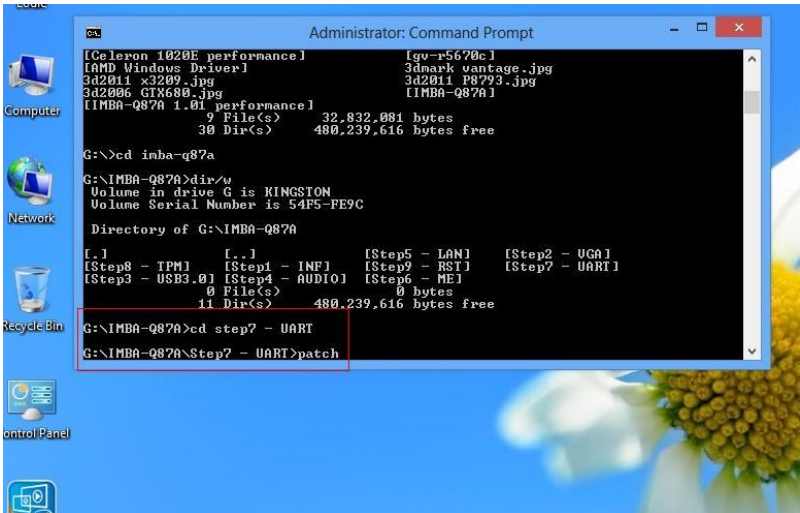 Administrator: Command Prompt
[Celeron 1020E performance] [gv-r5670c]
[AMD Windows Driver] 3dmark vantage.jpg
3d2011 x3209.jpg 3d2011 P8793.jpg
3d2006 GTX680.jpg [IMBA-Q87A]
[IMBA-Q87A 1.01 performance]
9 File(s) 32,832,081 bytes
30 Dir(s) 480,239,616 bytes free
G:\>cd imba-q87a
G:\IMBA-Q87A>dir/w
Volume in drive G is KINGSTON
Volume Serial Number is 54F5-FE9C
Directory of G:\IMBA-Q87A
[.] [..] [Step5 - LAN] [Step2 - VGA]
[Step8 - TPM] [Step1 - INF] [Step9 - RST] [Step7 - UART]
[Step3 - USB3.0] [Step4 - AUDIO] [Step6 - ME]
0 File(s) 0 bytes
11 Dir(s) 480,239,616 bytes free
G:\IMBA-Q87A>cd step7 - UART
G:\IMBA-Q87A\Step7 - UART>patch
Computer
Network
Recycle Bin
ontrol Panel